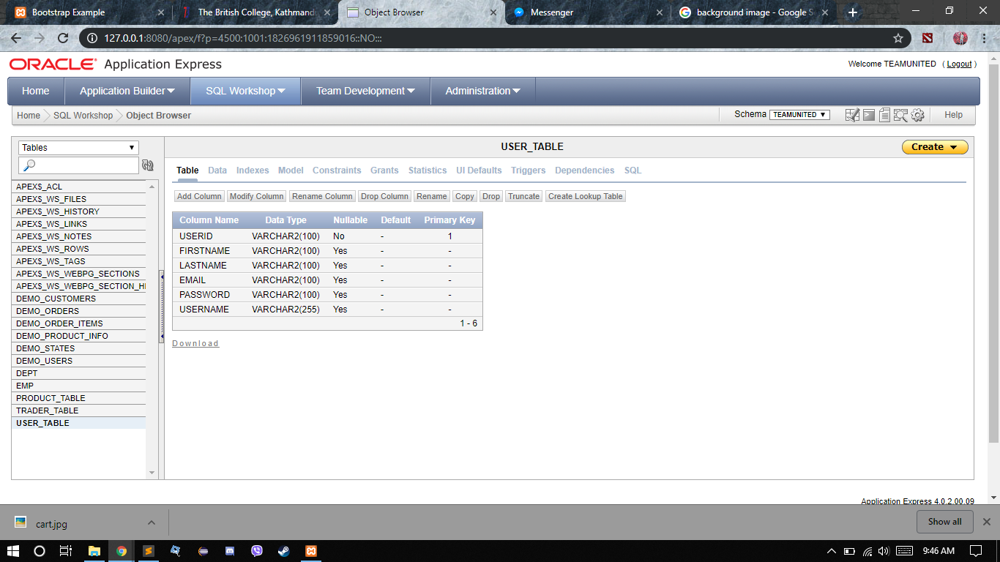 Bootstrap Example
The British College, Kathmandu
Object Browser
Messenger
background image - Google S
127.0.0.1:8080/apex/f?p=4500:1001:1826961911859016::NO:::
ORACLE Application Express
Welcome TEAMUNITED ( Logout )
Home Application Builder SQL Workshop Team Development Administration
Home SQL Workshop Object Browser
Schema TEAMUNITED Help
Tables
APEX$_ACL
APEX$_WS_FILES
APEX$_WS_HISTORY
APEX$_WS_LINKS
APEX$_WS_NOTES
APEX$_WS_ROWS
APEX$_WS_TAGS
APEX$_WS_WEBPG_SECTIONS
APEX$_WS_WEBPG_SECTION_HI
DEMO_CUSTOMERS
DEMO_ORDERS
DEMO_ORDER_ITEMS
DEMO_PRODUCT_INFO
DEMO_STATES
DEMO_USERS
DEPT
EMP
PRODUCT_TABLE
TRADER_TABLE
USER_TABLE
USER_TABLE
Create
Table Data Indexes Model Constraints Grants Statistics UI Defaults Triggers Dependencies SQL
Add Column Modify Column Rename Column Drop Column Rename Copy Drop Truncate Create Lookup Table
Column Name Data Type Nullable Default Primary Key
USERID VARCHAR2(100) No - 1
FIRSTNAME VARCHAR2(100) Yes - -
LASTNAME VARCHAR2(100) Yes - -
EMAIL VARCHAR2(100) Yes - -
PASSWORD VARCHAR2(100) Yes - -
USERNAME VARCHAR2(255) Yes - -
1 - 6
Download
Application Express 4.0.2.00.09
cart.jpg
Show all
9:46 AM